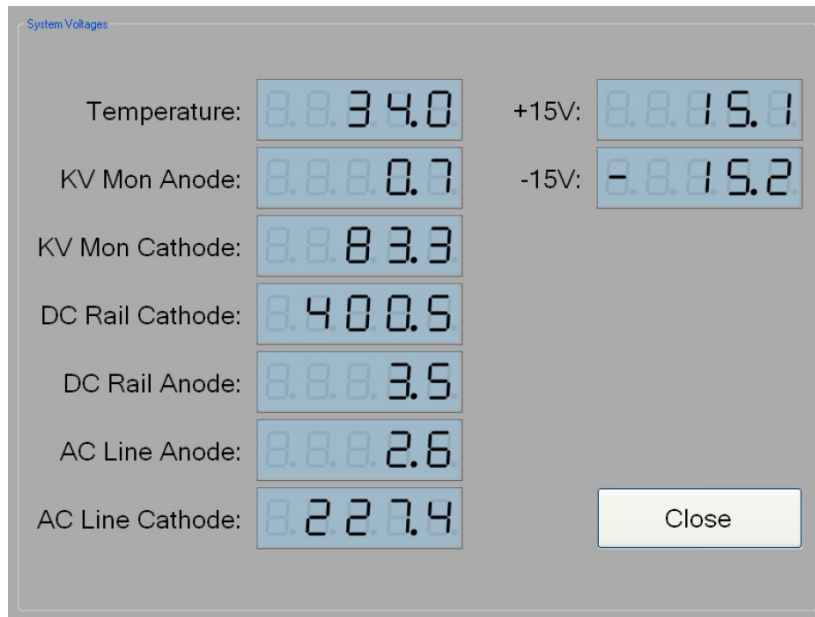 System Voltages
Temperature: 34.0 +15V: 15.1
KV Mon Anode: 0.7 -15V: -15.2
KV Mon Cathode: 83.3
DC Rail Cathode: 400.5
DC Rail Anode: 3.5
AC Line Anode: 2.6
AC Line Cathode: 227.4
Close